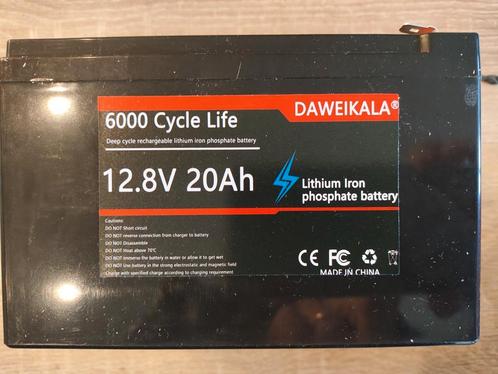 DAWEIKALA®
6000 Cycle Life
Deep cycle rechargeable lithium iron phosphate battery
12.8V 20Ah
Lithium Iron
phosphate battery
Cautions:
DO NOT Short circuit
DO NOT reverse connection from charger to battery
DO NOT Disassemble
DO NOT Heat above 70℃
DO NOT Immerse the battery in water or allow it to get wet
DO NOT Use battery in the strong electrostatic and magnetic field
Charge with specified charge according to charging requirement
CE FC
MADE IN CHINA